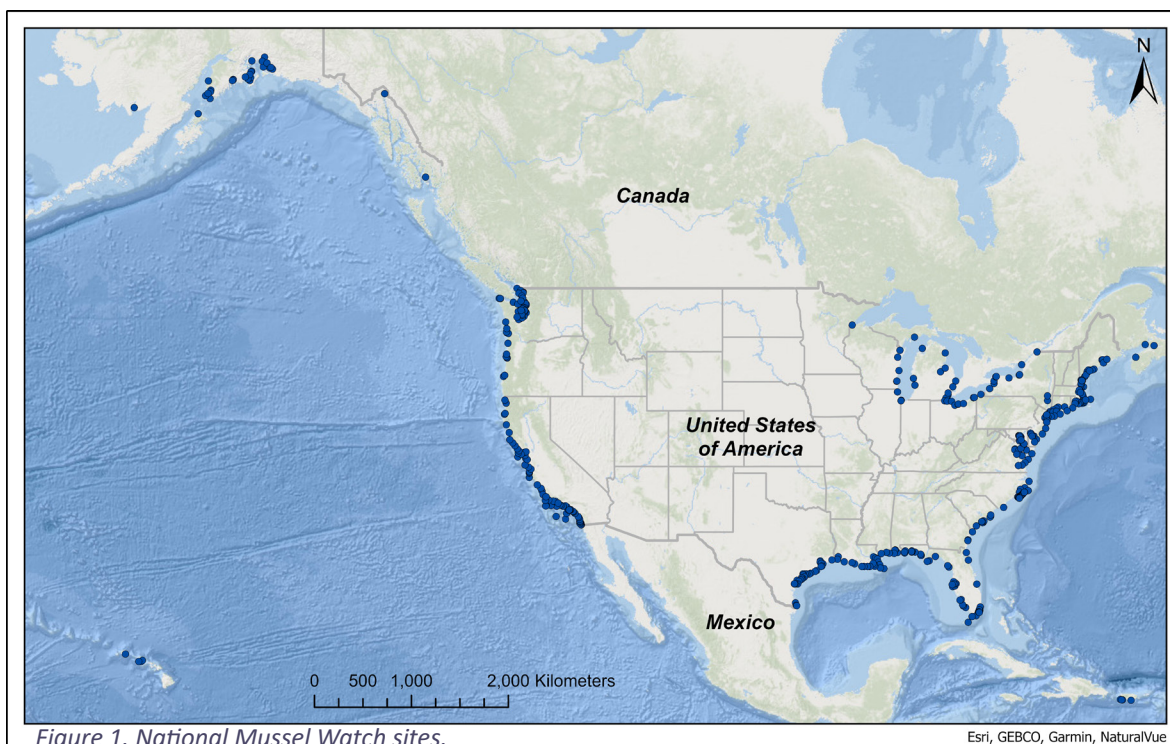 N
Canada
United States
of America
Mexico
0 500 1,000 2,000 Kilometers
Figure 1. National Mussel Watch sites.
Esri, GEBCO, Garmin, NaturalVue